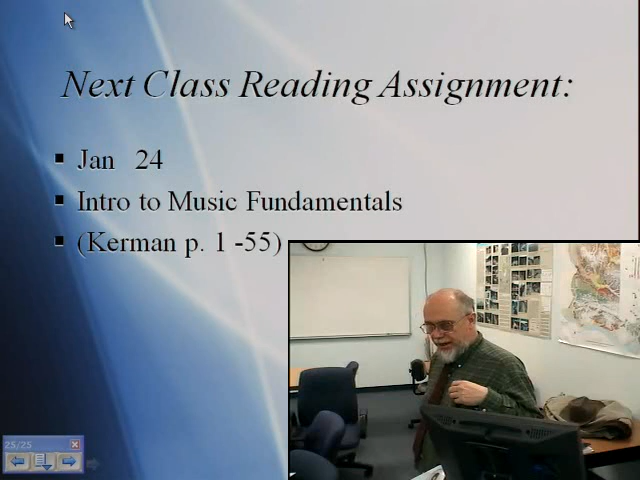 Next Class Reading Assignment:
Jan 24
Intro to Music Fundamentals
(Kerman p. 1 -55)
25/25